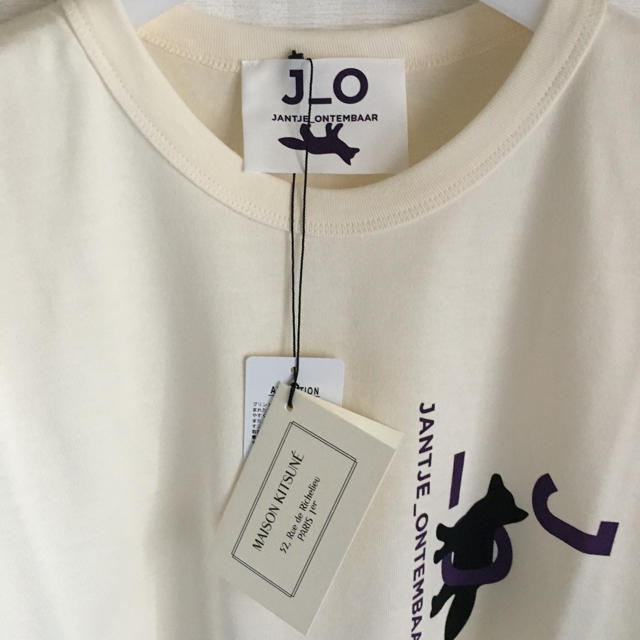 J_O
JANTJE_ONTEMBAAR
MAISON KITSUNÉ
52, Rue de Richelieu
PARIS 1er
J_O
JANTJE_ONTEMBAAR